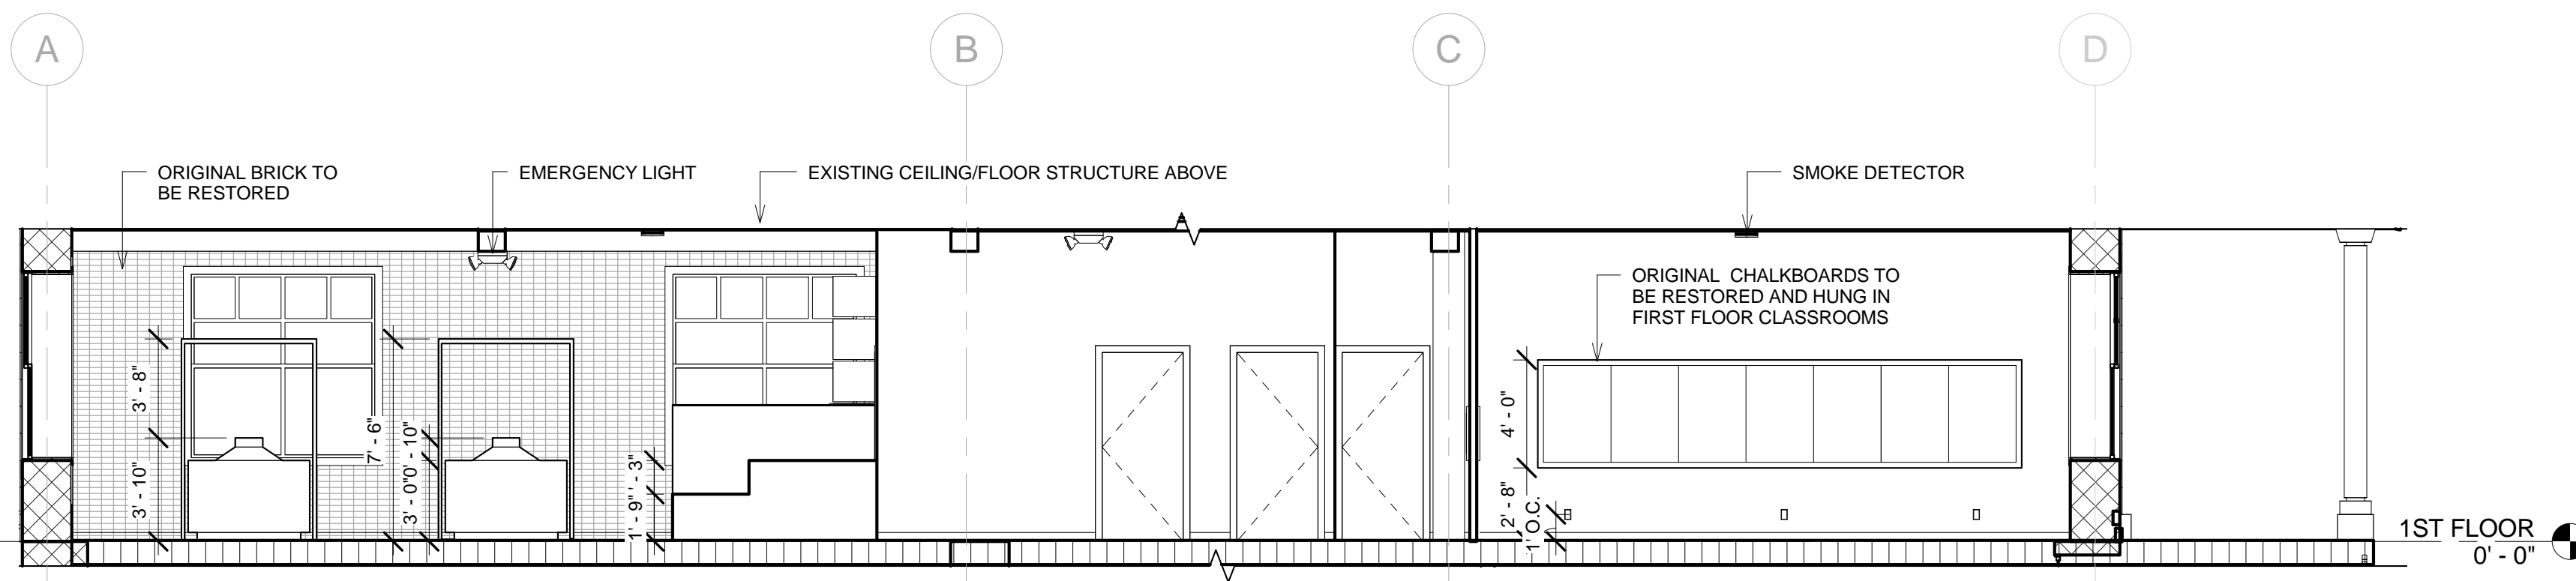 A
B
C
D
ORIGINAL BRICK TO
BE RESTORED
EMERGENCY LIGHT
EXISTING CEILING/FLOOR STRUCTURE ABOVE
SMOKE DETECTOR
ORIGINAL CHALKBOARDS TO
BE RESTORED AND HUNG IN
FIRST FLOOR CLASSROOMS
3' - 8"
3' - 10"
7' - 6"
0' - 10"
3' - 0"
' - 3"
1' - 9"
4' - 0"
2' - 8"
1' O.C.
1ST FLOOR
0' - 0"